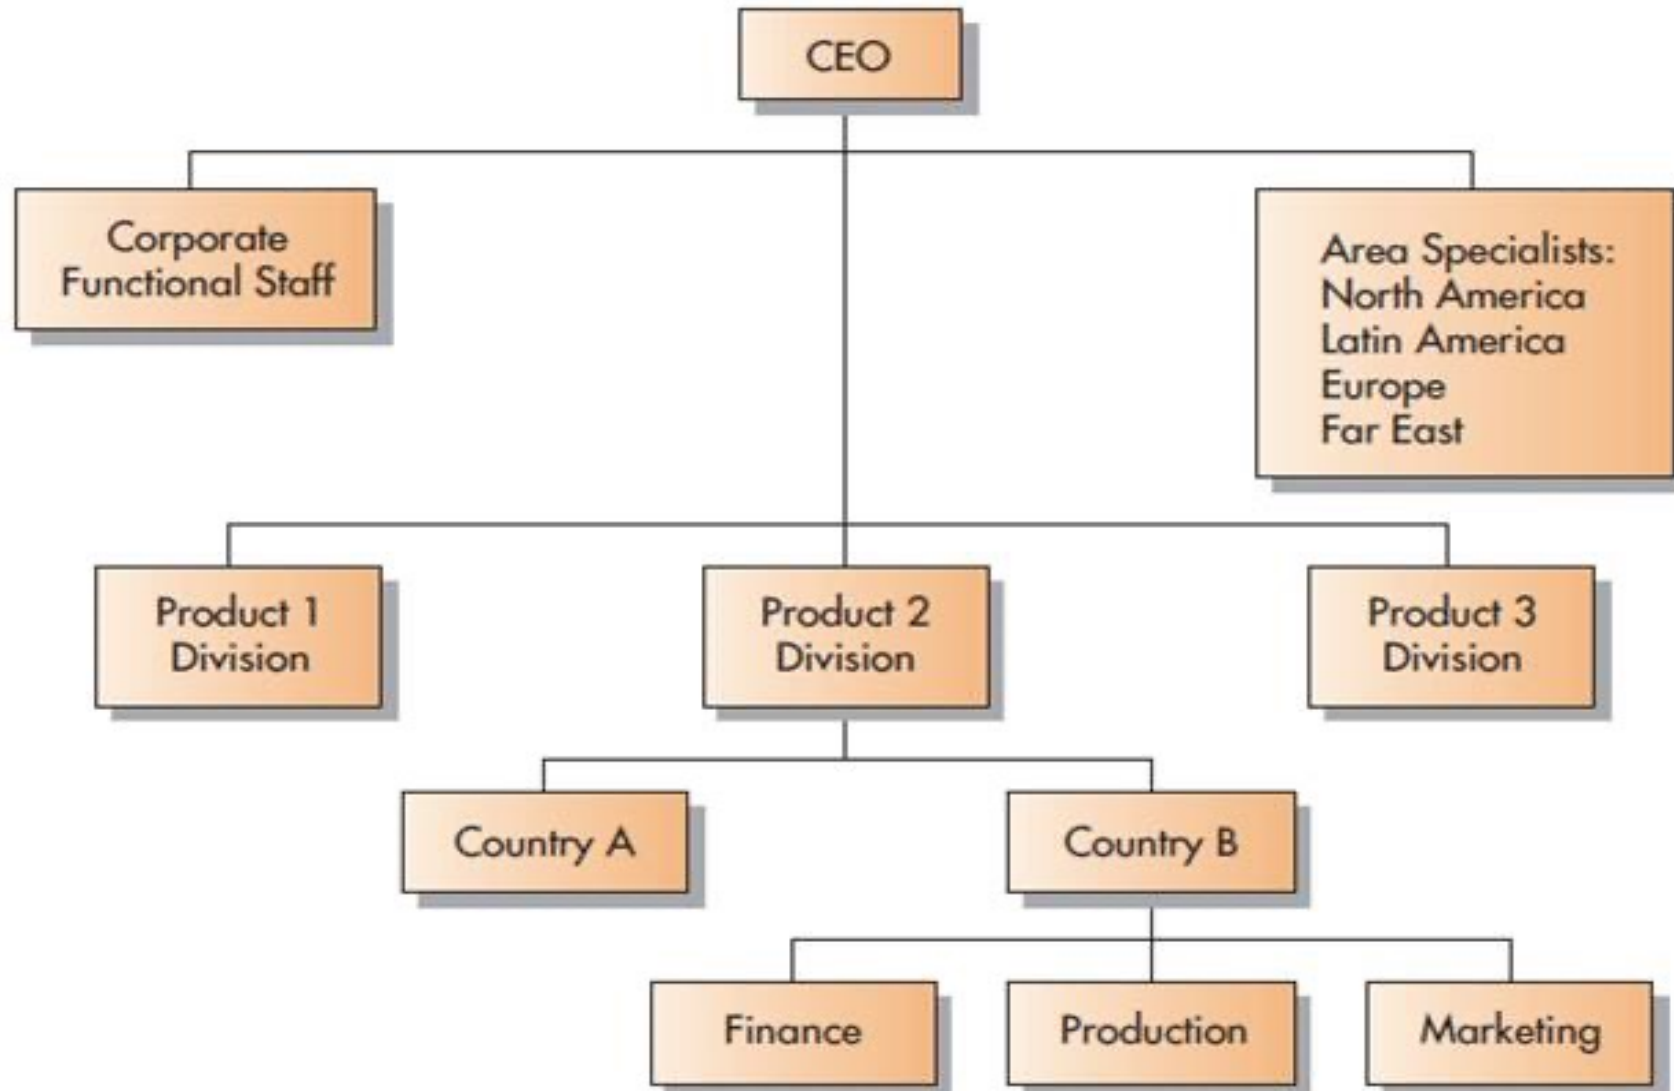 CEO
Corporate
Functional Staff
Area Specialists:
North America
Latin America
Europe
Far East
Product 1
Division
Product 2
Division
Product 3
Division
Country A
Country B
Finance
Production
Marketing